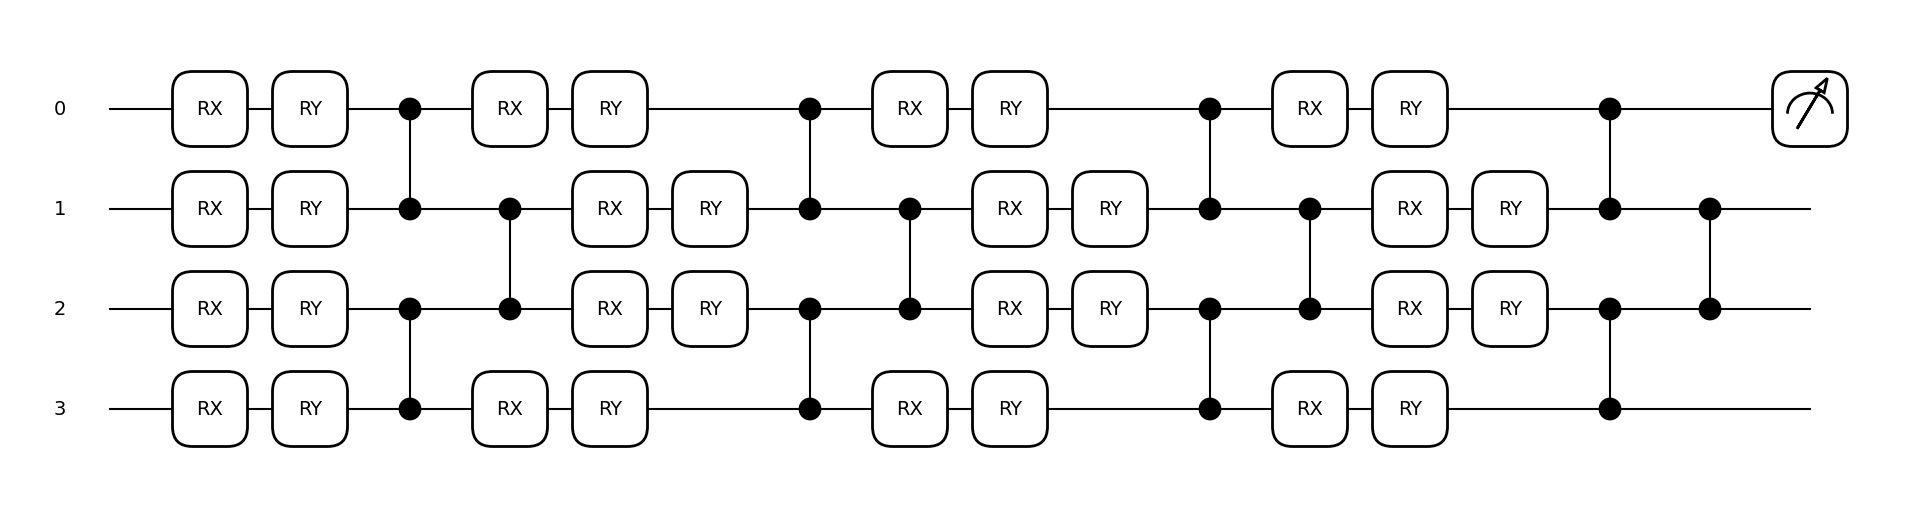 0 RX RY RX RY RX RY RX RY
1 RX RY RX RY RX RY RX RY
2 RX RY RX RY RX RY RX RY
3 RX RY RX RY RX RY RX RY